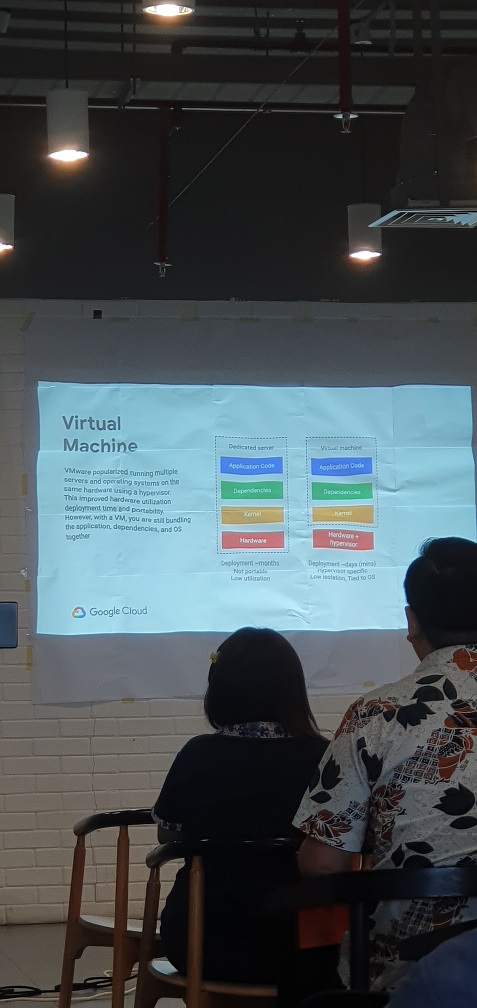 Virtual
Machine
VMware popularized running multiple
servers and operating systems on the
same hardware using a hypervisor.
This improved hardware utilization
deployment time and portability.
However, with a VM, you are still bundling
the application, dependencies, and OS
together
Google Cloud
Dedicated server
Application Code
Dependencies
Kernel
Hardware
Deployment ~months
Not portable
Low utilization
Virtual machine
Application Code
Dependencies
Kernel
Hardware +
hypervisor
Deployment ~days (mins)
Hypervisor specific
Low isolation, Tied to OS